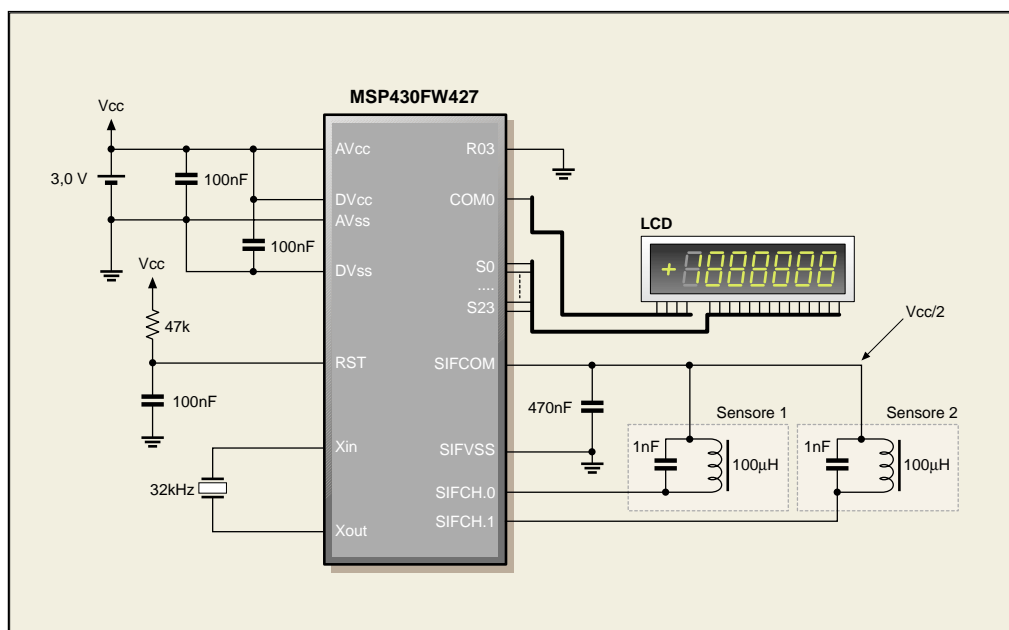 MSP430FW427
Vcc
3,0 V
100nF
100nF
AVcc
DVcc
AVss
DVss
RST
Xin
Xout
R03
COM0
S0
....
S23
SIFCOM
SIFVSS
SIFCH.0
SIFCH.1
Vcc
47k
100nF
32kHz
LCD
+ 18888888
Vcc/2
470nF
Sensore 1
1nF
100µH
Sensore 2
1nF
100µH